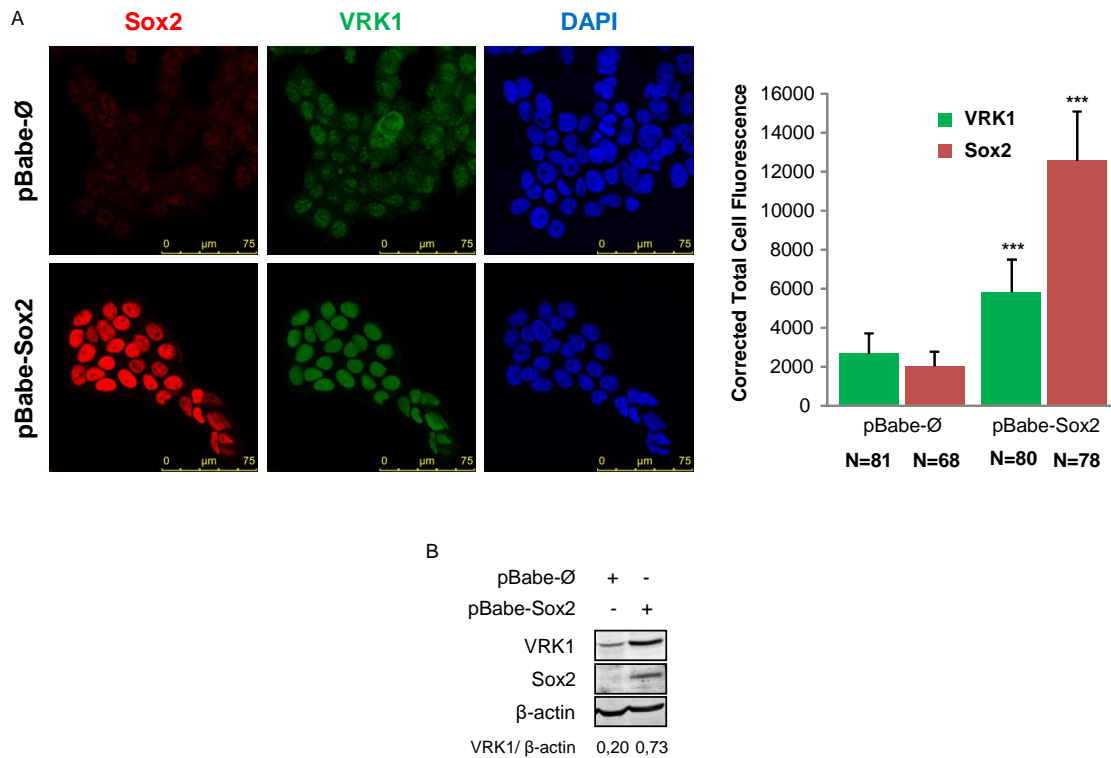 A
Sox2 VRK1 DAPI
pBabe-Ø
0 µm 75
0 µm 75
0 µm 75
pBabe-Sox2
0 µm 75
0 µm 75
0 µm 75
Corrected Total Cell Fluorescence
16000
14000
12000
10000
8000
6000
4000
2000
0
VRK1
Sox2
***
***
pBabe-Ø pBabe-Sox2
N=81 N=68 N=80 N=78
B
pBabe-Ø + -
pBabe-Sox2 - +
VRK1
Sox2
β-actin
VRK1/ β-actin 0,20 0,73